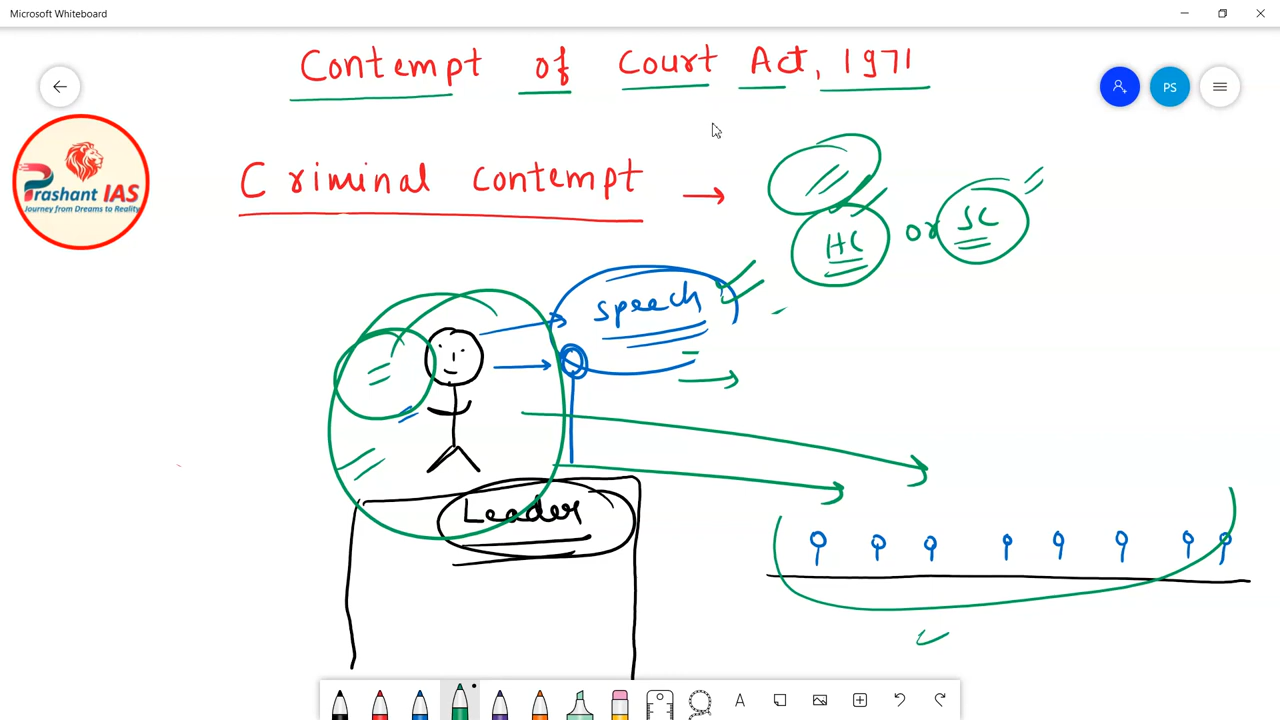 Microsoft Whiteboard
Contempt of Court Act, 1971
PS
Prashant IAS
Journey from Dreams to Reality
Criminal contempt →
HC or SC
Speech
Leader
A